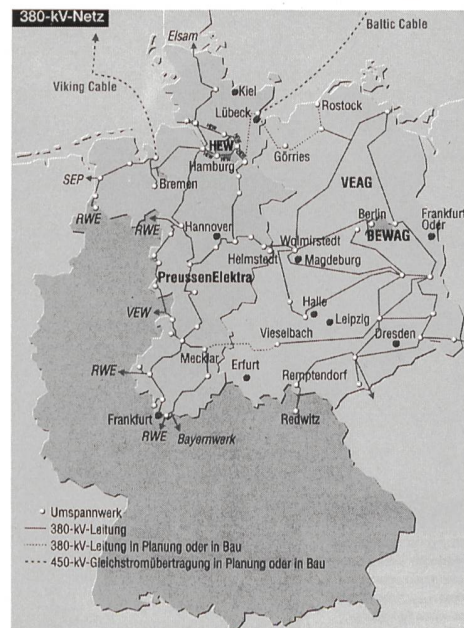 380-kV-Netz
Baltic Cable
Elsam
Viking Cable
Kiel
Lübeck
Rostock
HEW
Görries
Hamburg
SEP
VEAG
Bremen
RWE
RWE
Berlin
Frankfurt
Oder
BEWAG
Hannover
Wolmirstedt
Helmstedt
Magdeburg
PreussenElektra
Halle
VEW
Leipzig
Vieselbach
Dresden
Mecklar
Erfurt
RWE
Remptendorf
Frankfurt
Redwitz
RWE
Bayernwerk
Umspannwerk
380-kV-Leitung
380-kV-Leitung in Planung oder in Bau
450-kV-Gleichstromübertragung in Planung oder in Bau